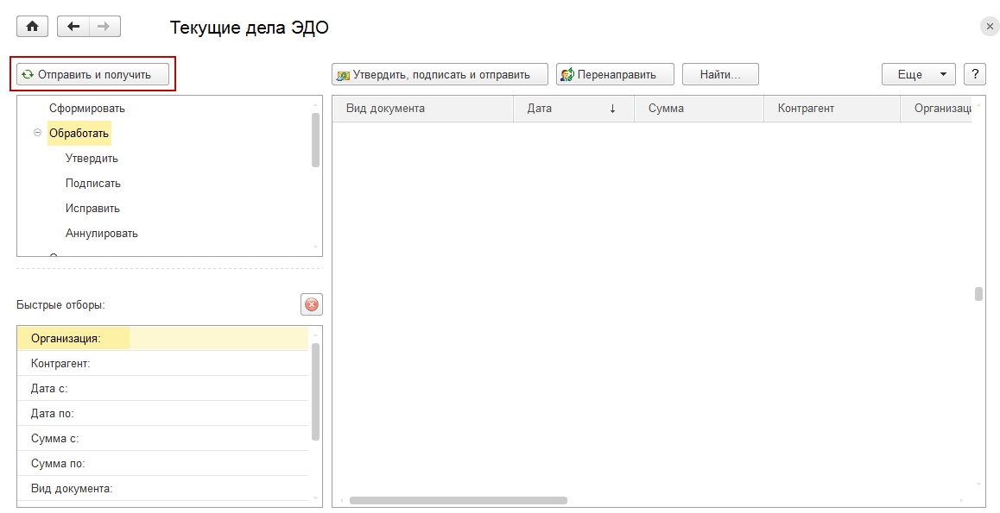 Текущие дела ЭДО
Отправить и получить
Утвердить, подписать и отправить
Перенаправить
Найти...
Еще
?
Сформировать
Обработать
Утвердить
Подписать
Исправить
Аннулировать
Вид документа
Дата
Сумма
Контрагент
Организаци
Быстрые отборы:
Организация:
Контрагент:
Дата с:
Дата по:
Сумма с:
Сумма по:
Вид документа: